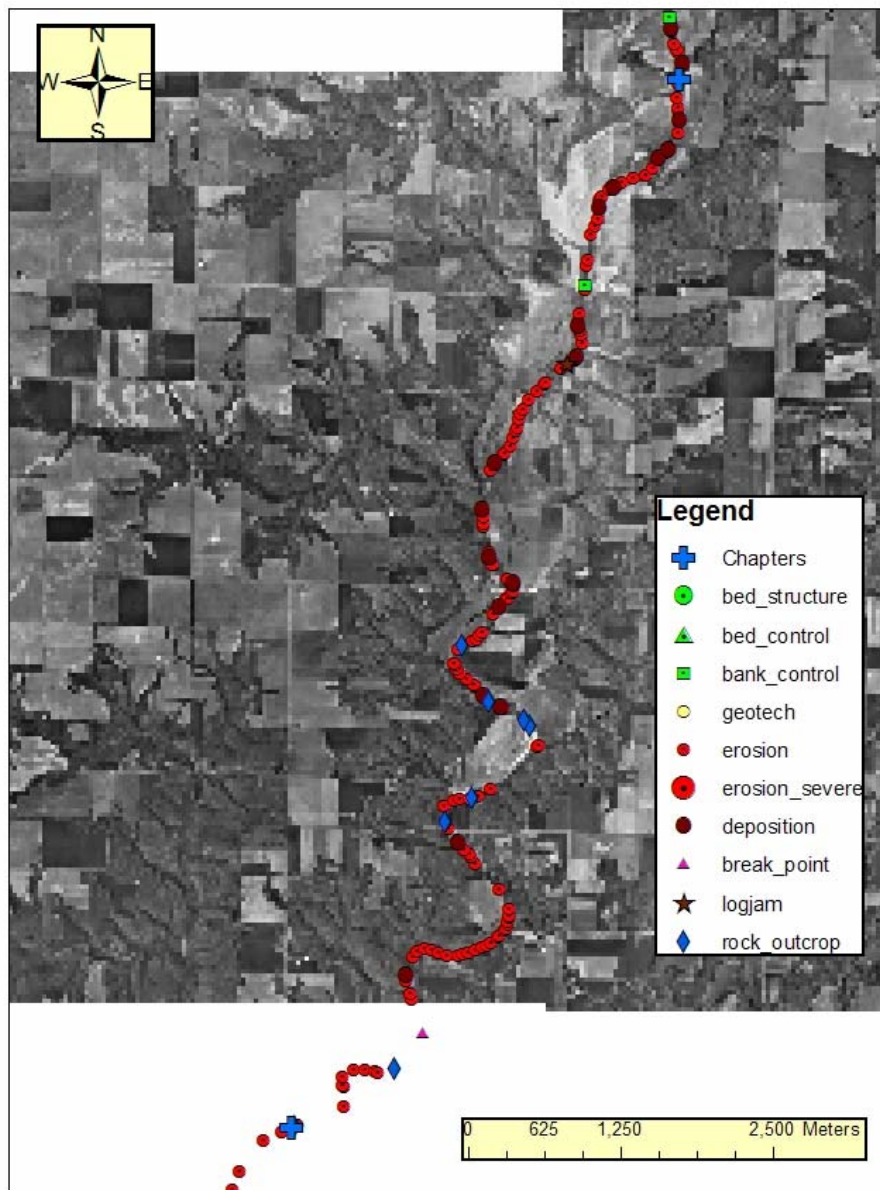 N
W E
S
Legend
Chapters
bed_structure
bed_control
bank_control
geotech
erosion
erosion_severe
deposition
break_point
logjam
rock_outcrop
0 625 1,250 2,500 Meters